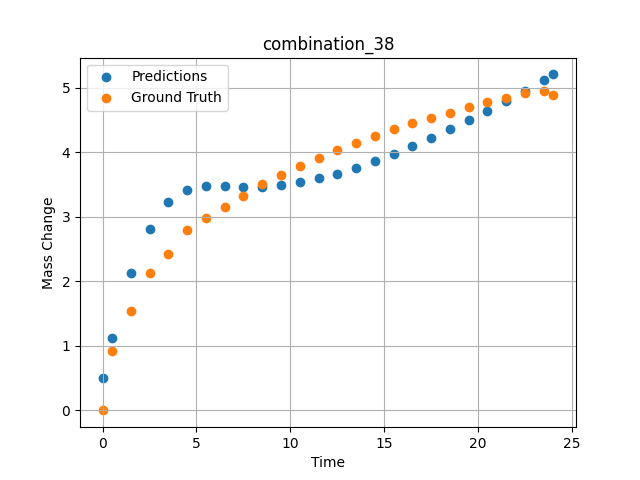 combination_38
Predictions
Ground Truth
Mass Change
5
4
3
2
1
0
0 5 10 15 20 25
Time